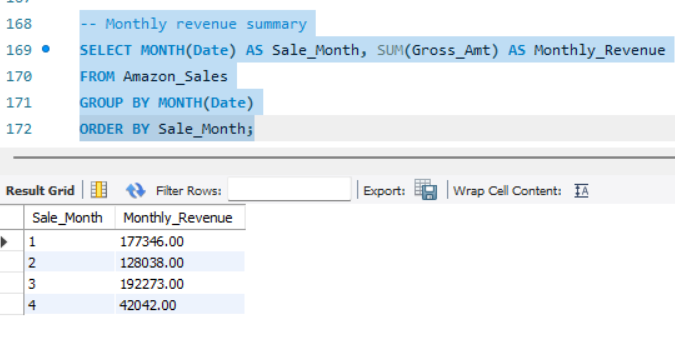 168 -- Monthly revenue summary
169 SELECT MONTH(Date) AS Sale_Month, SUM(Gross_Amt) AS Monthly_Revenue
170 FROM Amazon_Sales
171 GROUP BY MONTH(Date)
172 ORDER BY Sale_Month;
Result Grid Filter Rows: Export: Wrap Cell Content: IA
Sale_Month Monthly_Revenue
1 177346.00
2 128038.00
3 192273.00
4 42042.00